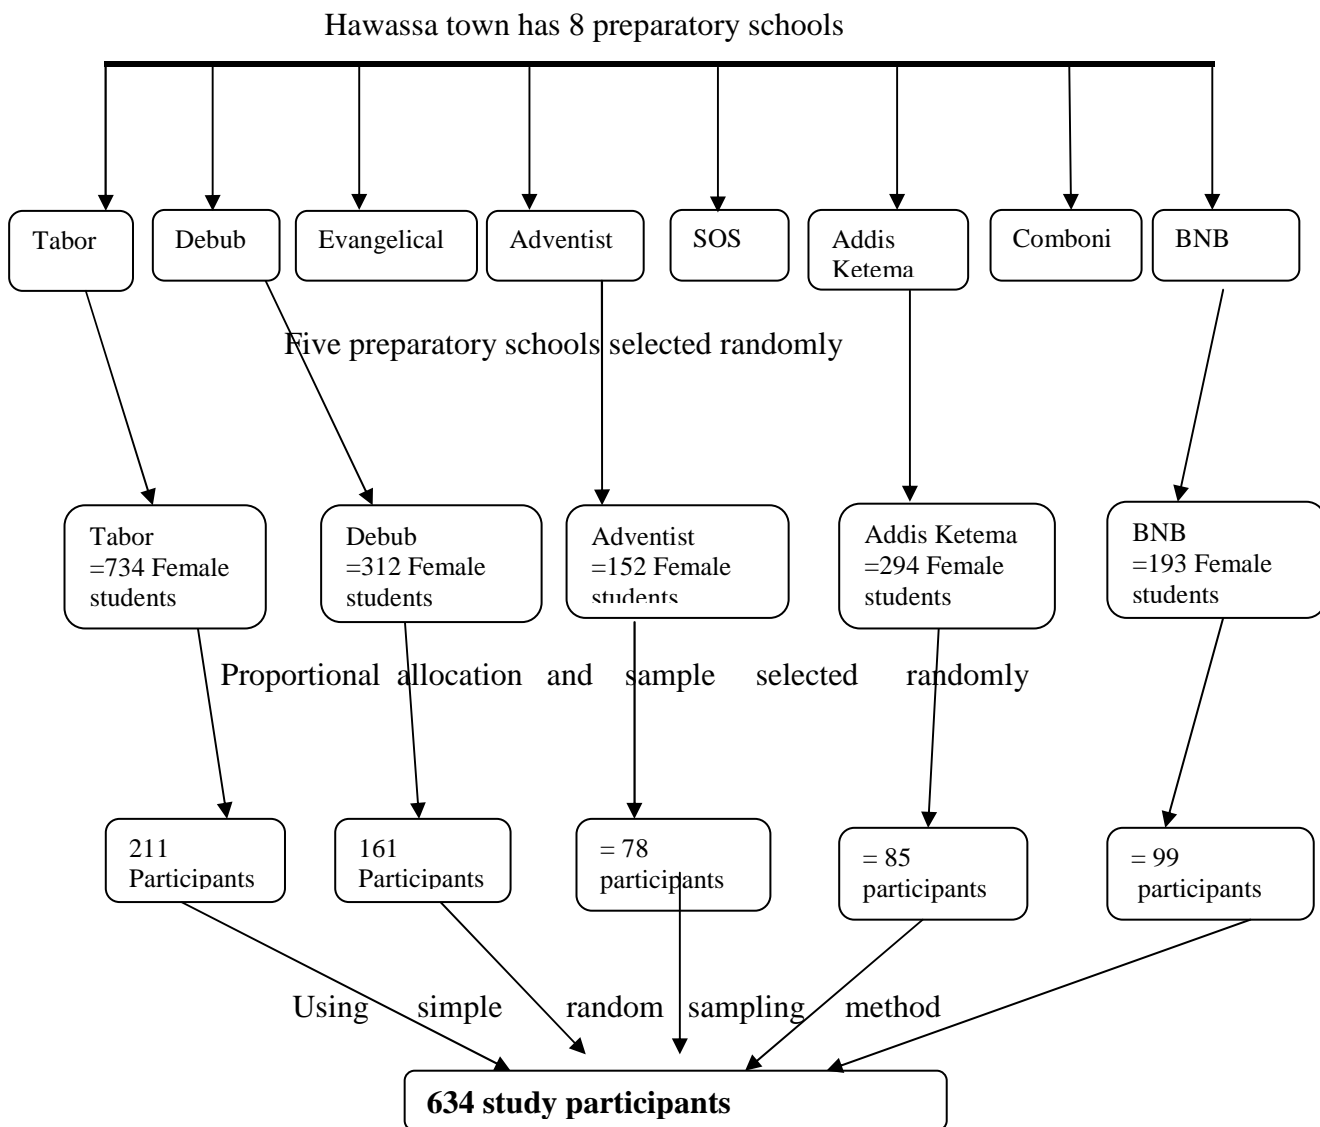 Hawassa town has 8 preparatory schools
Tabor
Debub
Evangelical
Adventist
SOS
Addis
Ketema
Comboni
BNB
Five preparatory schools selected randomly
Tabor
=734 Female
students
Debub
=312 Female
students
Adventist
=152 Female
students
Addis Ketema
=294 Female
students
BNB
=193 Female
students
Proportional allocation and sample selected randomly
211
Participants
161
Participants
= 78
participants
= 85
participants
= 99
participants
Using simple random sampling method
634 study participants